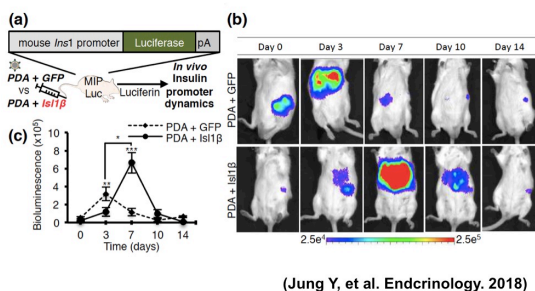 (a)
mouse Ins1 promoter Luciferase pA
PDA + GFP
vs
PDA + Isl1β
MIP
Luc
Luciferin
In vivo
Insulin
promoter
dynamics
(b)
Day 0 Day 3 Day 7 Day 10 Day 14
PDA + GFP
PDA + Isl1β
2.5e⁴ 2.5e⁵
(c)
Bioluminescence (x10⁵)
PDA + GFP
PDA + Isl1β
*
**
***
10
8
6
4
2
0
0 3 7 10 14
Time (days)
(Jung Y, et al. Endcrinology. 2018)